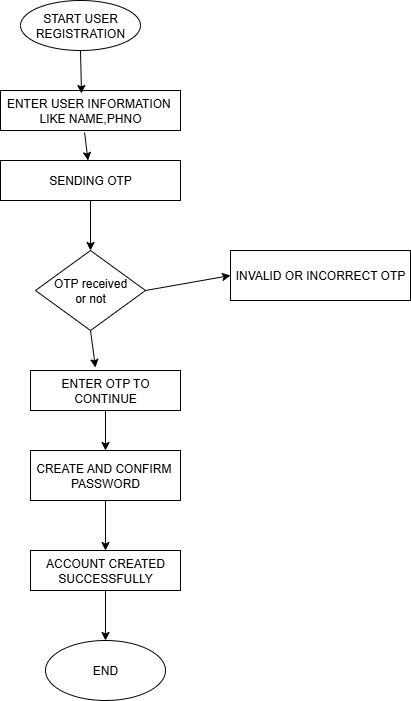 START USER
REGISTRATION
ENTER USER INFORMATION
LIKE NAME,PHNO
SENDING OTP
OTP received
or not
INVALID OR INCORRECT OTP
ENTER OTP TO
CONTINUE
CREATE AND CONFIRM
PASSWORD
ACCOUNT CREATED
SUCCESSFULLY
END